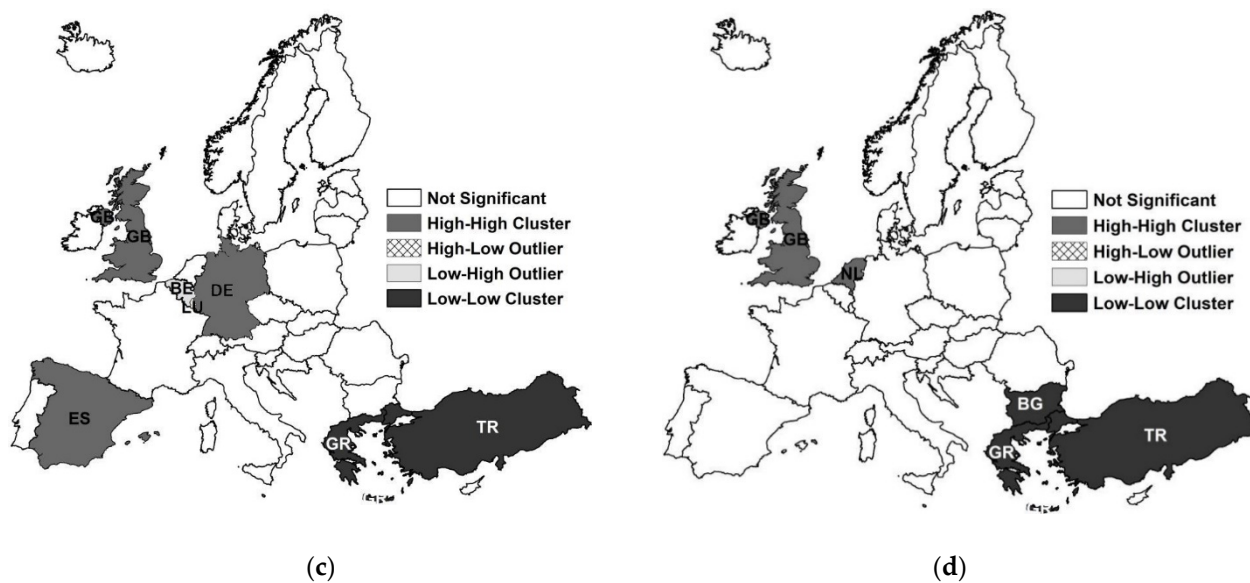 Not Significant
High-High Cluster
High-Low Outlier
Low-High Outlier
Low-Low Cluster
GB
GB
BE
DE
LU
ES
GR
TR
GR
(c)
Not Significant
High-High Cluster
High-Low Outlier
Low-High Outlier
Low-Low Cluster
GB
GB
NL
BG
GR
TR
GR
(d)